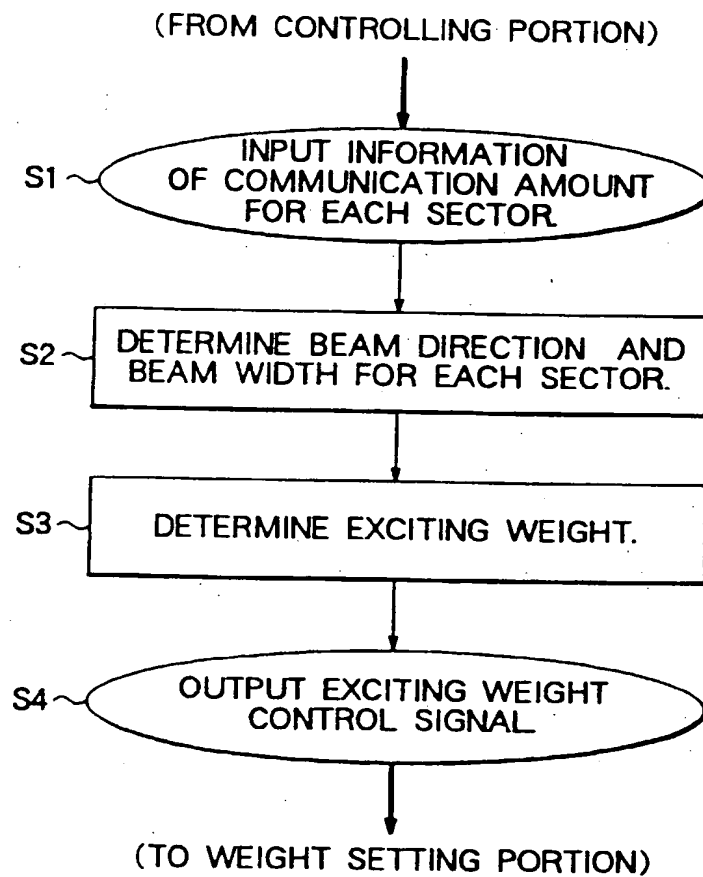 (FROM CONTROLLING PORTION)
S1
INPUT INFORMATION
OF COMMUNICATION AMOUNT
FOR EACH SECTOR.
S2
DETERMINE BEAM DIRECTION AND
BEAM WIDTH FOR EACH SECTOR.
S3
DETERMINE EXCITING WEIGHT.
S4
OUTPUT EXCITING WEIGHT
CONTROL SIGNAL
(TO WEIGHT SETTING PORTION)